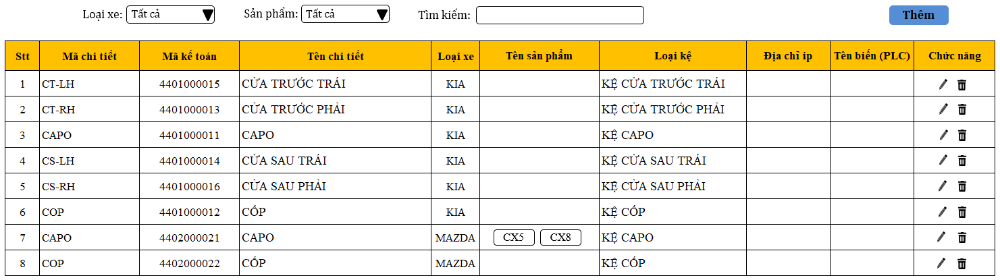 Loại xe: Tất cả Sản phẩm: Tất cả Tìm kiếm: Thêm
Stt Mã chi tiết Mã kế toán Tên chi tiết Loại xe Tên sản phẩm Loại kệ Địa chỉ ip Tên biến (PLC) Chức năng
1 CT-LH 4401000015 CỬA TRƯỚC TRÁI KIA KỆ CỬA TRƯỚC TRÁI
2 CT-RH 4401000013 CỬA TRƯỚC PHẢI KIA KỆ CỬA TRƯỚC PHẢI
3 CAPO 4401000011 CAPO KIA KỆ CAPO
4 CS-LH 4401000014 CỬA SAU TRÁI KIA KỆ CỬA SAU TRÁI
5 CS-RH 4401000016 CỬA SAU PHẢI KIA KỆ CỬA SAU PHẢI
6 COP 4401000012 CỐP KIA KỆ CỐP
7 CAPO 4402000021 CAPO MAZDA CX5 CX8 KỆ CAPO
8 COP 4402000022 CỐP MAZDA KỆ CỐP